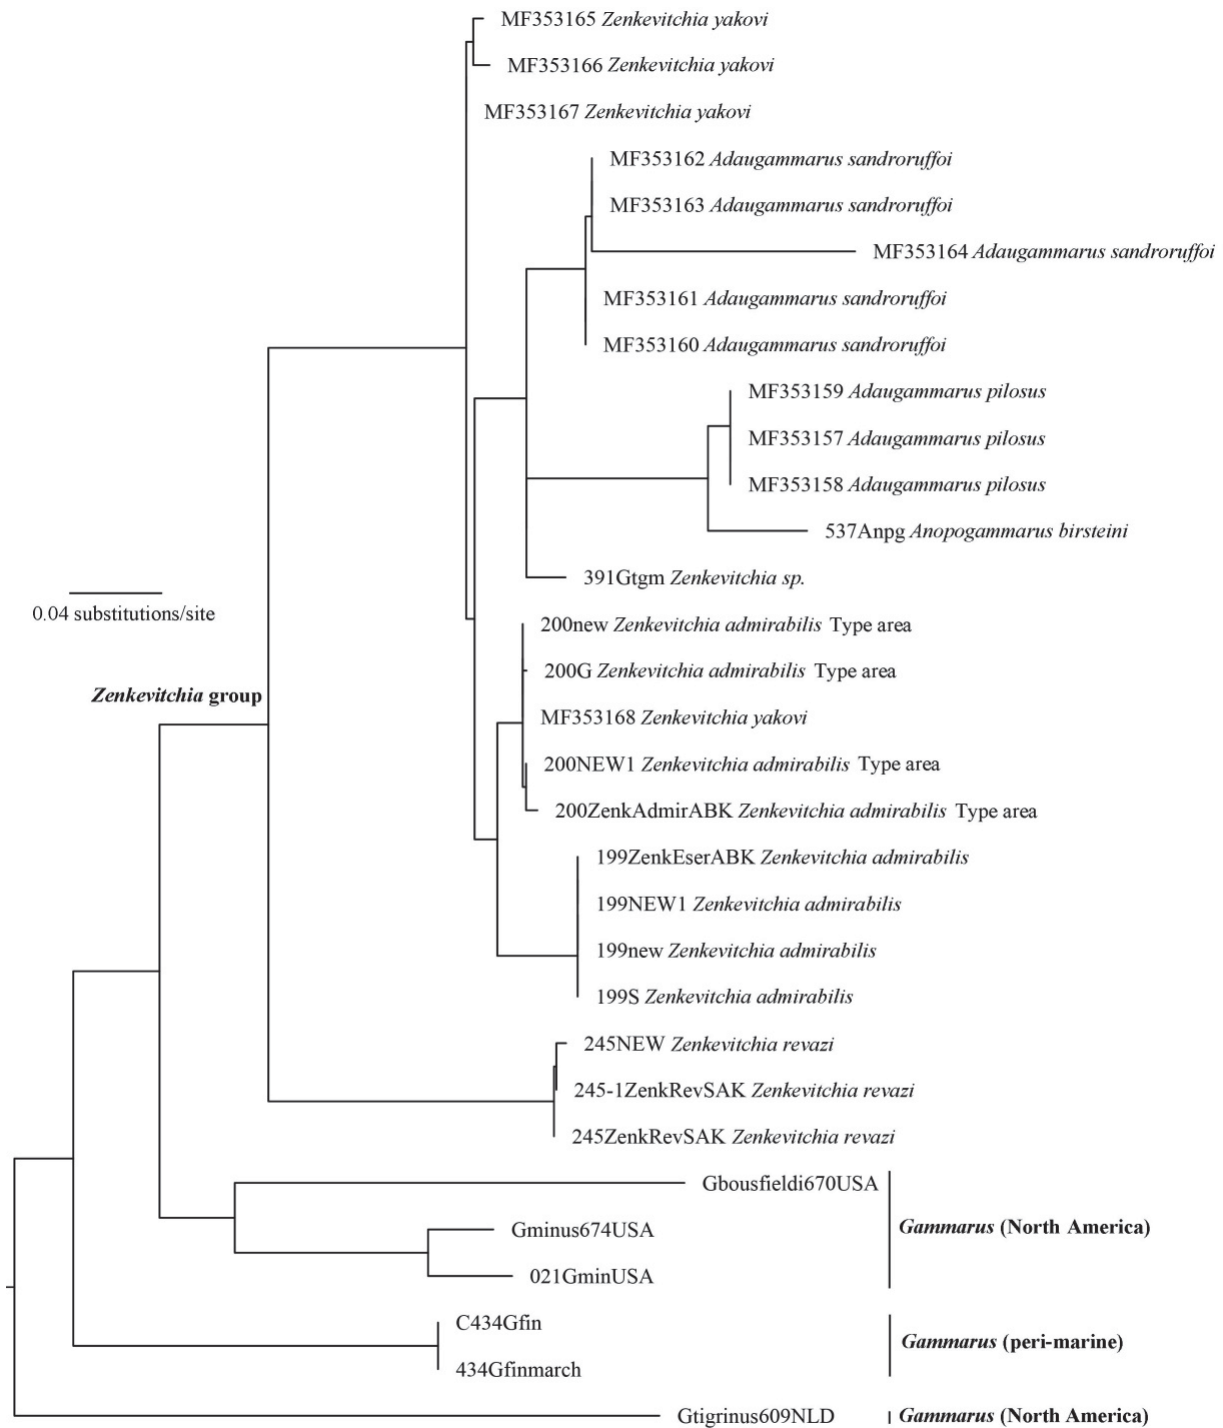 MF353165 Zenkevitchia yakovi
MF353166 Zenkevitchia yakovi
MF353167 Zenkevitchia yakovi
MF353162 Adaugammarus sandroruffoi
MF353163 Adaugammarus sandroruffoi
MF353164 Adaugammarus sandroruffoi
MF353161 Adaugammarus sandroruffoi
MF353160 Adaugammarus sandroruffoi
MF353159 Adaugammarus pilosus
MF353157 Adaugammarus pilosus
MF353158 Adaugammarus pilosus
537Anpg Anopogammarus birsteini
391Gtgm Zenkevitchia sp.
0.04 substitutions/site
200new Zenkevitchia admirabilis Type area
200G Zenkevitchia admirabilis Type area
Zenkevitchia group
MF353168 Zenkevitchia yakovi
200NEW1 Zenkevitchia admirabilis Type area
200ZenkAdmirABK Zenkevitchia admirabilis Type area
199ZenkEserABK Zenkevitchia admirabilis
199NEW1 Zenkevitchia admirabilis
199new Zenkevitchia admirabilis
199S Zenkevitchia admirabilis
245NEW Zenkevitchia revazi
245-1ZenkRevSAK Zenkevitchia revazi
245ZenkRevSAK Zenkevitchia revazi
Gbousfieldi670USA
Gminus674USA
Gammarus (North America)
021GminUSA
C434Gfin
Gammarus (peri-marine)
434Gfinmarch
Gtigrinus609NLD
Gammarus (North America)